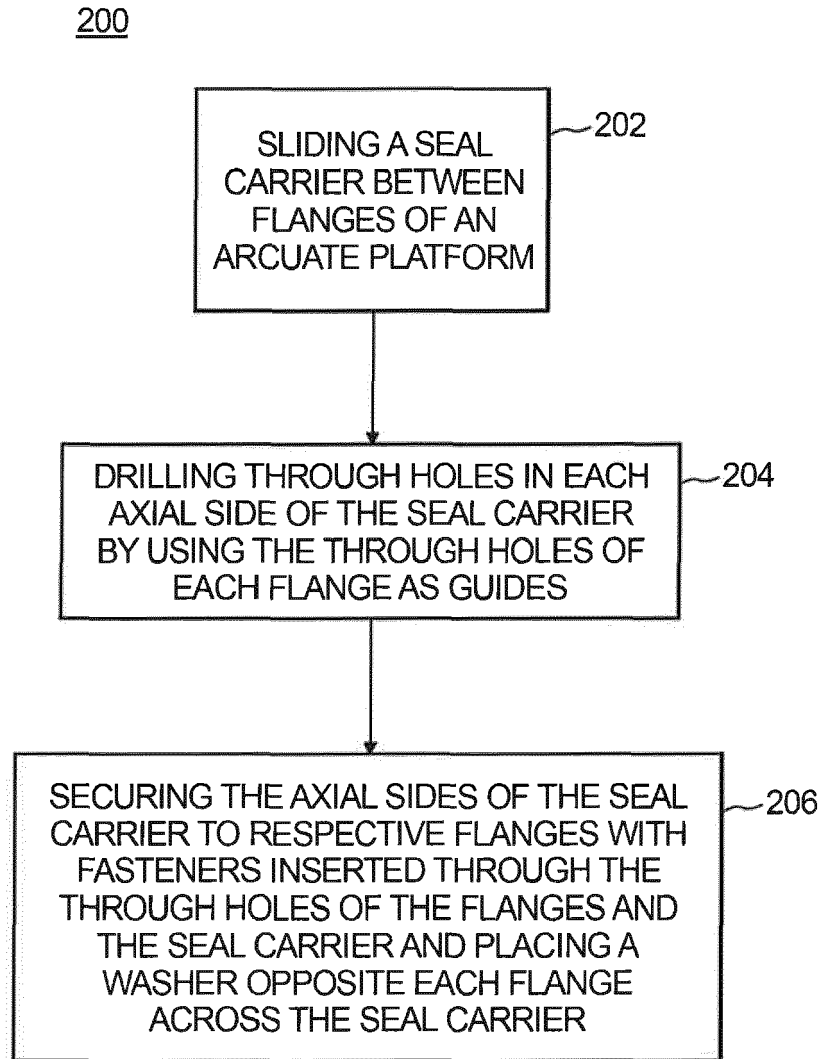 200
SLIDING A SEAL
CARRIER BETWEEN
FLANGES OF AN
ARCUATE PLATFORM
202
DRILLING THROUGH HOLES IN EACH
AXIAL SIDE OF THE SEAL CARRIER
BY USING THE THROUGH HOLES OF
EACH FLANGE AS GUIDES
204
SECURING THE AXIAL SIDES OF THE SEAL
CARRIER TO RESPECTIVE FLANGES WITH
FASTENERS INSERTED THROUGH THE
THROUGH HOLES OF THE FLANGES AND
THE SEAL CARRIER AND PLACING A
WASHER OPPOSITE EACH FLANGE
ACROSS THE SEAL CARRIER
206